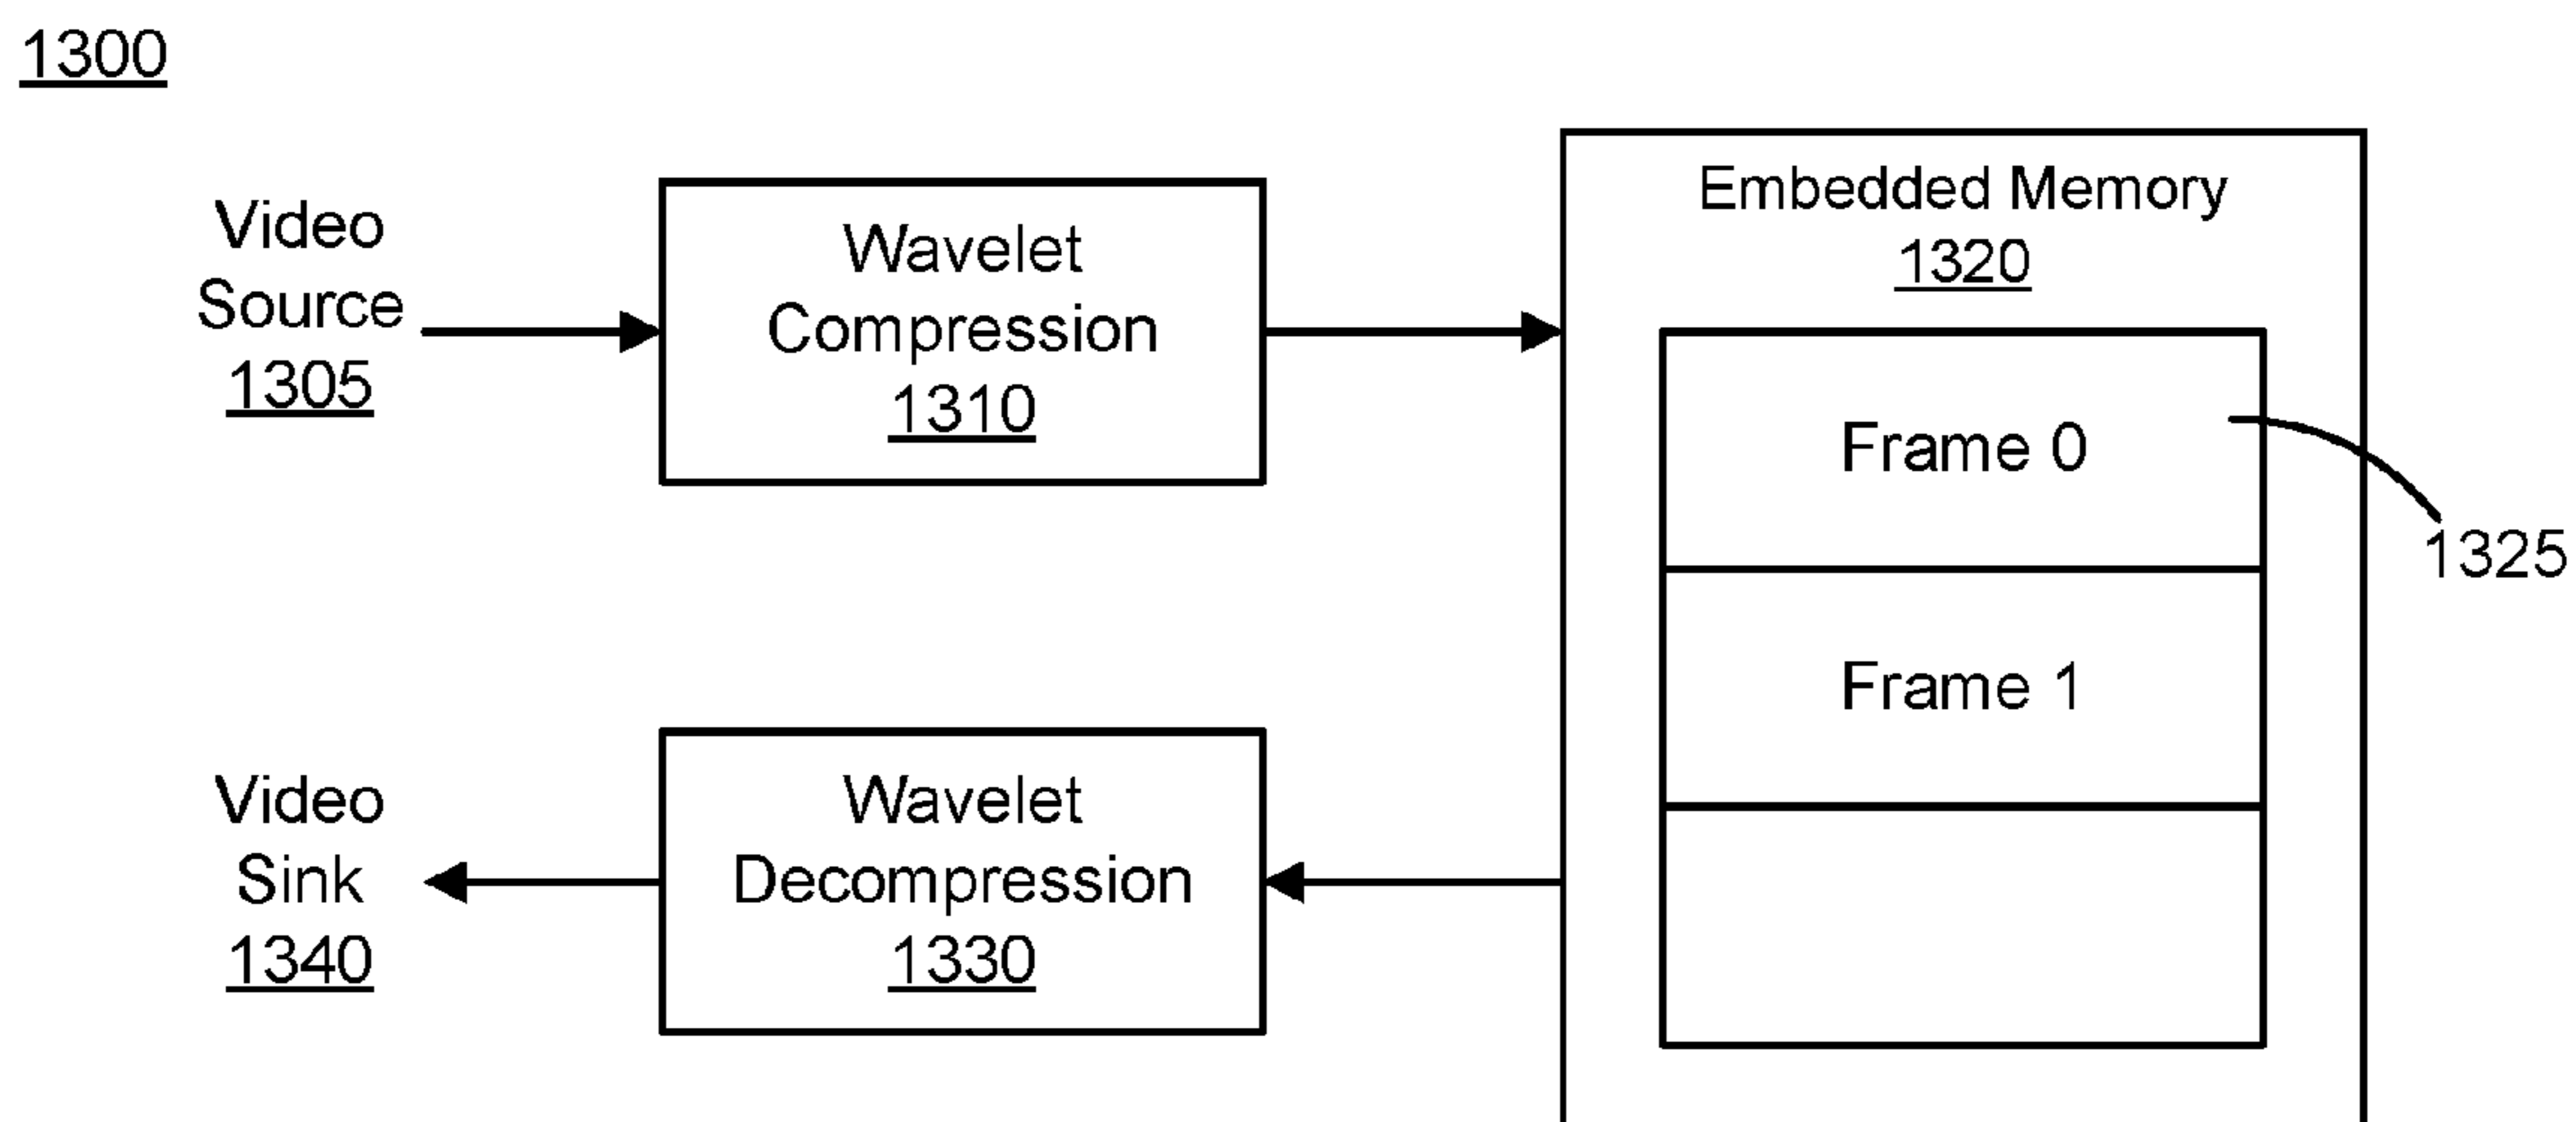 1300
Video
Source
1305
Wavelet
Compression
1310
Embedded Memory
1320
Frame 0
1325
Frame 1
Video
Sink
1340
Wavelet
Decompression
1330